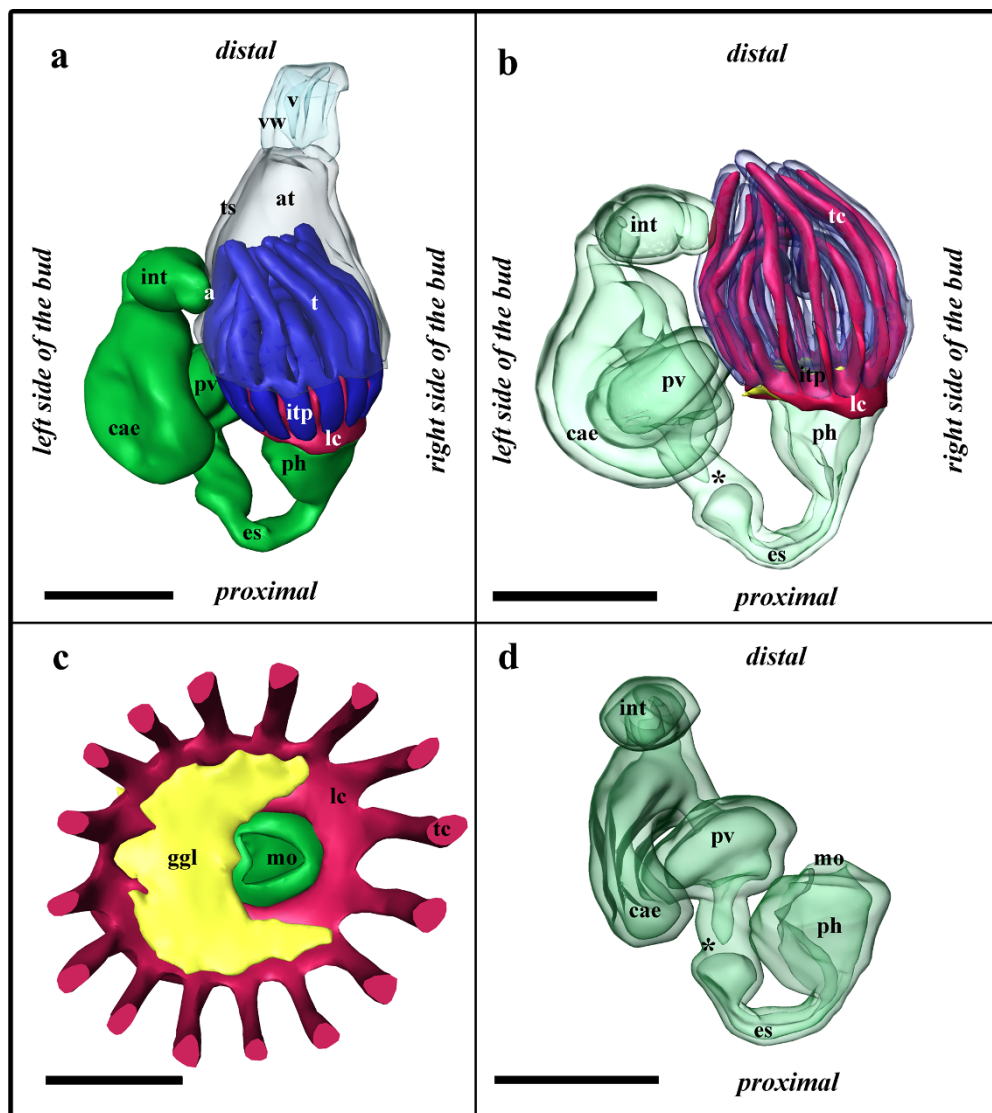 a
distal
v
vw
ts
at
int
a
t
pv
itp
cae
lc
ph
es
left side of the bud
right side of the bud
proximal
b
distal
int
tc
itp
pv
lc
cae
ph
*
es
left side of the bud
right side of the bud
proximal
c
lc
tc
ggl
mo
d
distal
int
pv
mo
cae
ph
*
es
proximal